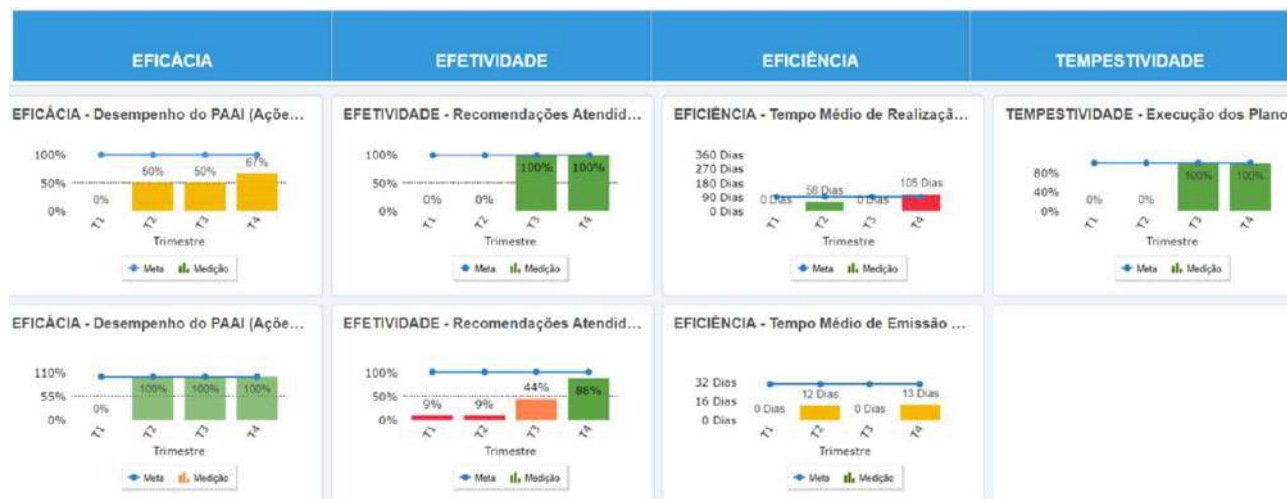 EFICÁCIA
EFETIVIDADE
EFICIÊNCIA
TEMPESTIVIDADE
EFICÁCIA - Desempenho do PAAI (Açõe...
100%
50%
0%
0%
50%
50%
67%
T1
T2
T3
T4
Trimestre
Meta
Medição
EFETIVIDADE - Recomendações Atendid...
100%
50%
0%
0%
0%
100%
100%
T1
T2
T3
T4
Trimestre
Meta
Medição
EFICIÊNCIA - Tempo Médio de Realizaçã...
360 Dias
270 Dias
180 Dias
90 Dias
0 Dias
0 Dias
58 Dias
0 Dias
105 Dias
T1
T2
T3
T4
Trimestre
Meta
Medição
TEMPESTIVIDADE - Execução dos Plano
80%
40%
0%
0%
0%
100%
100%
T1
T2
T3
T4
Trimestre
Meta
Medição
EFICÁCIA - Desempenho do PAAI (Açõe...
110%
55%
0%
0%
100%
100%
100%
T1
T2
T3
T4
Trimestre
Meta
Medição
EFETIVIDADE - Recomendações Atendid...
100%
50%
0%
9%
9%
44%
T1
T2
T3
T4
Trimestre
Meta
Medição
EFICIÊNCIA - Tempo Médio de Emissão ...
32 Dias
16 Dias
0 Dias
0 Dias
12 Dias
0 Dias
13 Dias
T1
T2
T3
T4
Trimestre
Meta
Medição